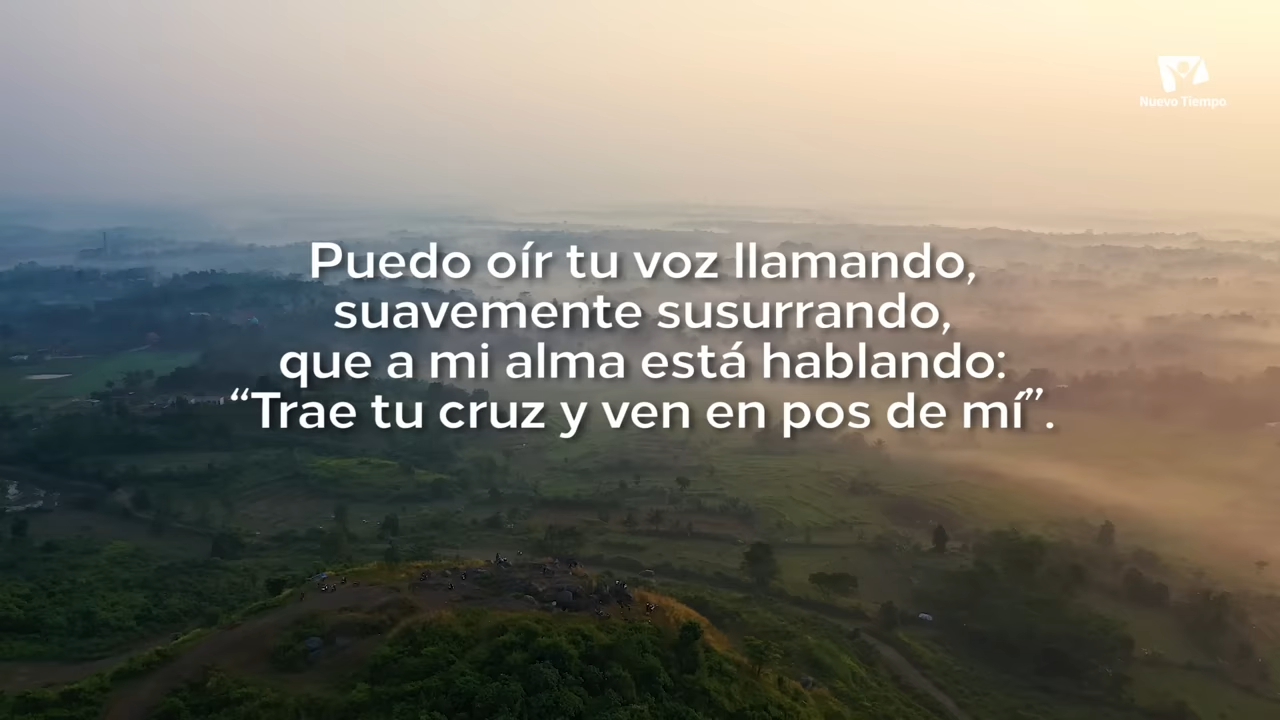 Nuevo Tiempo
Puedo oír tu voz llamando,
suavemente susurrando,
que a mi alma está hablando:
“Trae tu cruz y ven en pos de mí”.